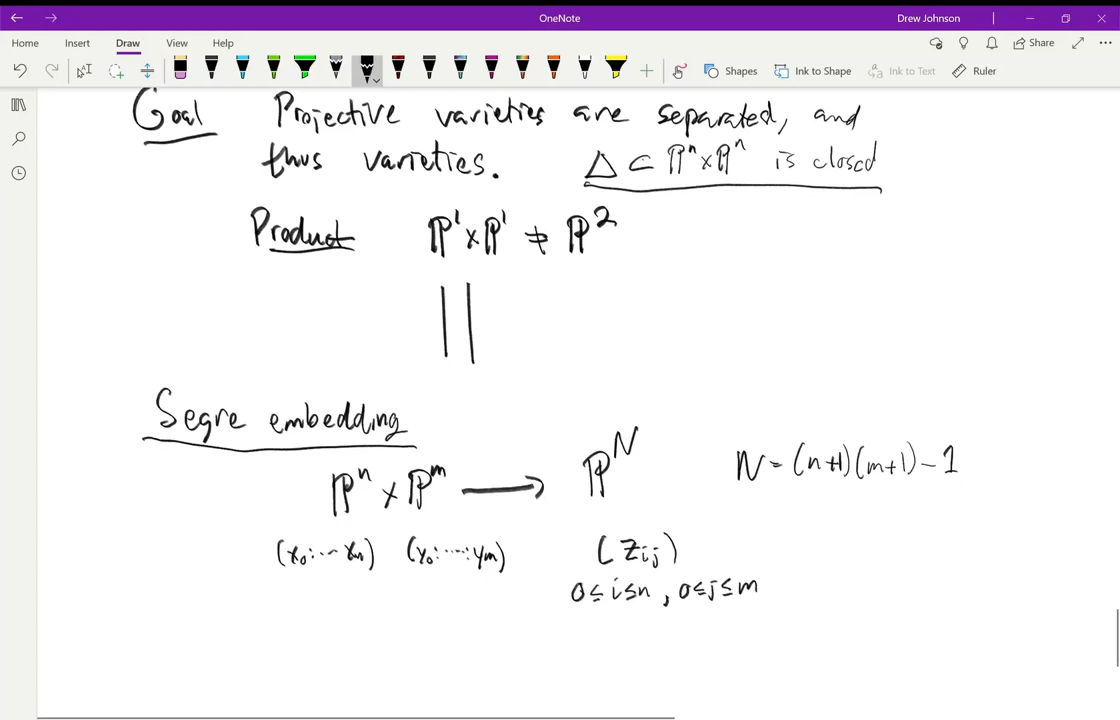 OneNote
Drew Johnson
Home Insert Draw View Help
Share
Shapes Ink to Shape Ink to Text Ruler
Goal Projective varieties are separated, and
thus varieties. Δ ⊂ ℙⁿ×ℙⁿ is closed
Product ℙ¹×ℙ¹ ≠ ℙ²
Segre embedding
ℙⁿ × ℙᵐ ⟶ ℙᴺ N = (n+1)(m+1) − 1
(x₀:⋯xₙ) (y₀:⋯:yₘ) (zᵢⱼ)
0≤i≤n, 0≤j≤m